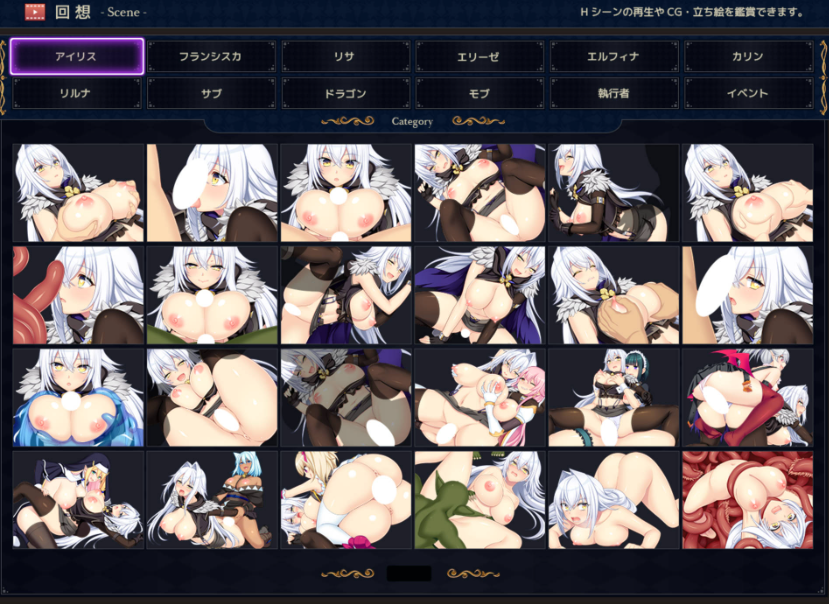 回想 - Scene -
Hシーンの再生やCG・立ち絵を鑑賞できます。
アイリス
フランシスカ
リサ
エリーゼ
エルフィナ
カリン
リルナ
サブ
ドラゴン
モブ
執行者
イベント
Category